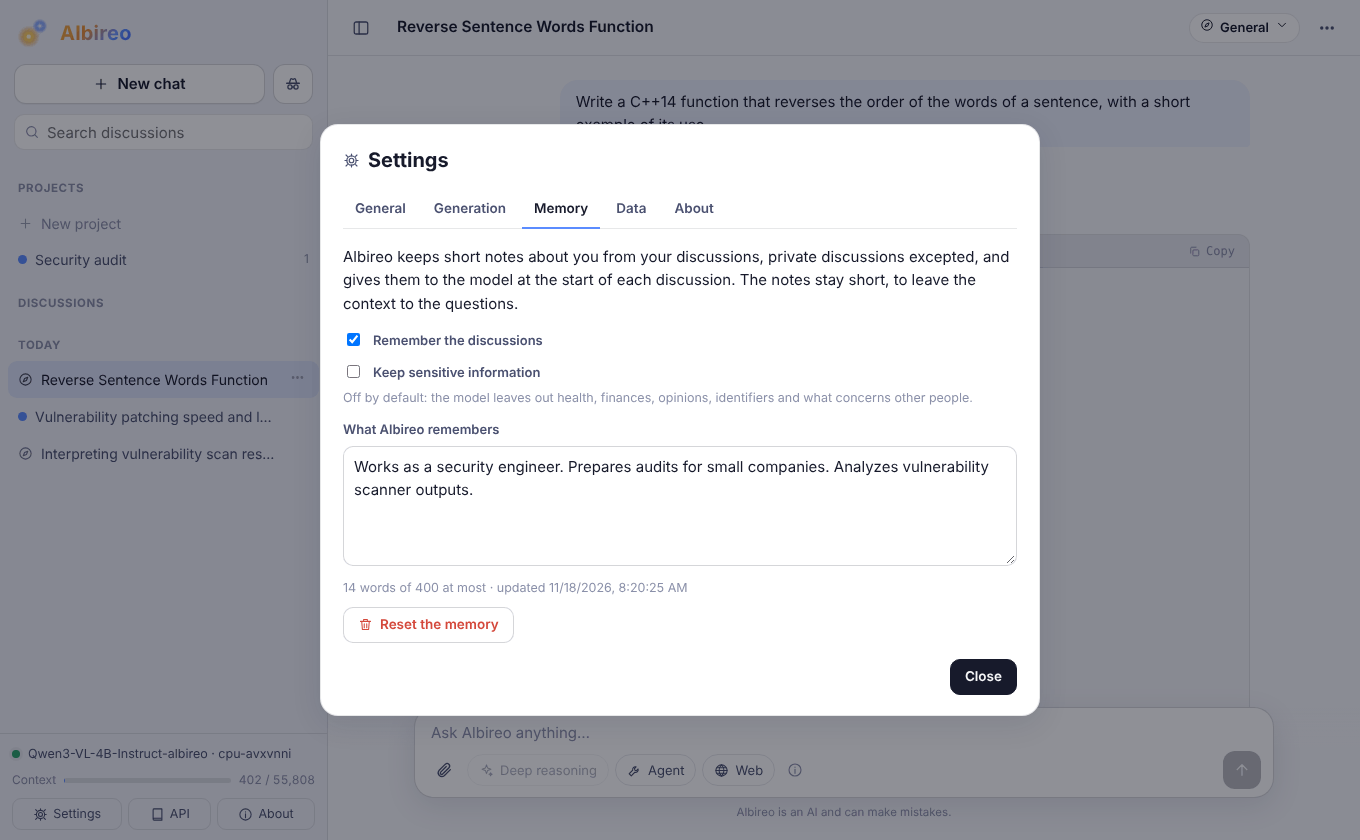 Albireo
New chat
Search discussions
PROJECTS
New project
Security audit
1
DISCUSSIONS
TODAY
Reverse Sentence Words Function
Vulnerability patching speed and l...
Interpreting vulnerability scan res...
Qwen3-VL-4B-Instruct-albireo · cpu-avxvnni
Context
402 / 55,808
Settings
API
About
Reverse Sentence Words Function
General
Write a C++14 function that reverses the order of the words of a sentence, with a short
example of its use.
Copy
Settings
General
Generation
Memory
Data
About
Albireo keeps short notes about you from your discussions, private discussions excepted, and
gives them to the model at the start of each discussion. The notes stay short, to leave the
context to the questions.
Remember the discussions
Keep sensitive information
Off by default: the model leaves out health, finances, opinions, identifiers and what concerns other people.
What Albireo remembers
Works as a security engineer. Prepares audits for small companies. Analyzes vulnerability
scanner outputs.
14 words of 400 at most · updated 11/18/2026, 8:20:25 AM
Reset the memory
Close
Ask Albireo anything...
Deep reasoning
Agent
Web
Albireo is an AI and can make mistakes.